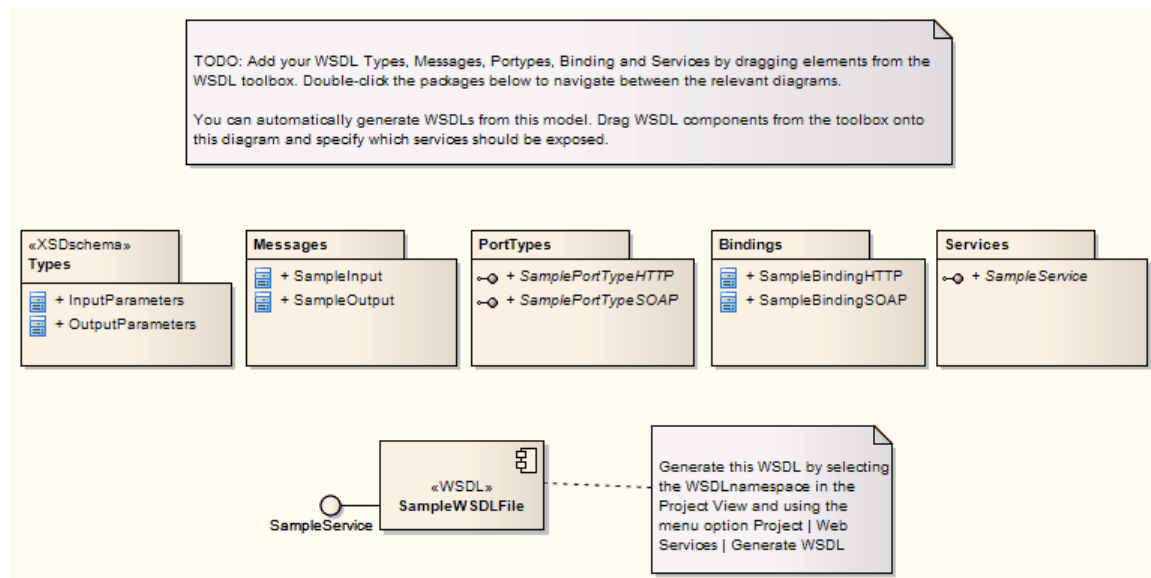 TODO: Add your WSDL Types, Messages, Portypes, Binding and Services by dragging elements from the
WSDL toolbox. Double-click the packages below to navigate between the relevant diagrams.
You can automatically generate WSDLs from this model. Drag WSDL components from the toolbox onto
this diagram and specify which services should be exposed.
«XSDschema»
Types
+ InputParameters
+ OutputParameters
Messages
+ SampleInput
+ SampleOutput
PortTypes
+ SamplePortTypeHTTP
+ SamplePortTypeSOAP
Bindings
+ SampleBindingHTTP
+ SampleBindingSOAP
Services
+ SampleService
«WSDL»
SampleWSDLFile
SampleService
Generate this WSDL by selecting
the WSDLnamespace in the
Project View and using the
menu option Project | Web
Services | Generate WSDL